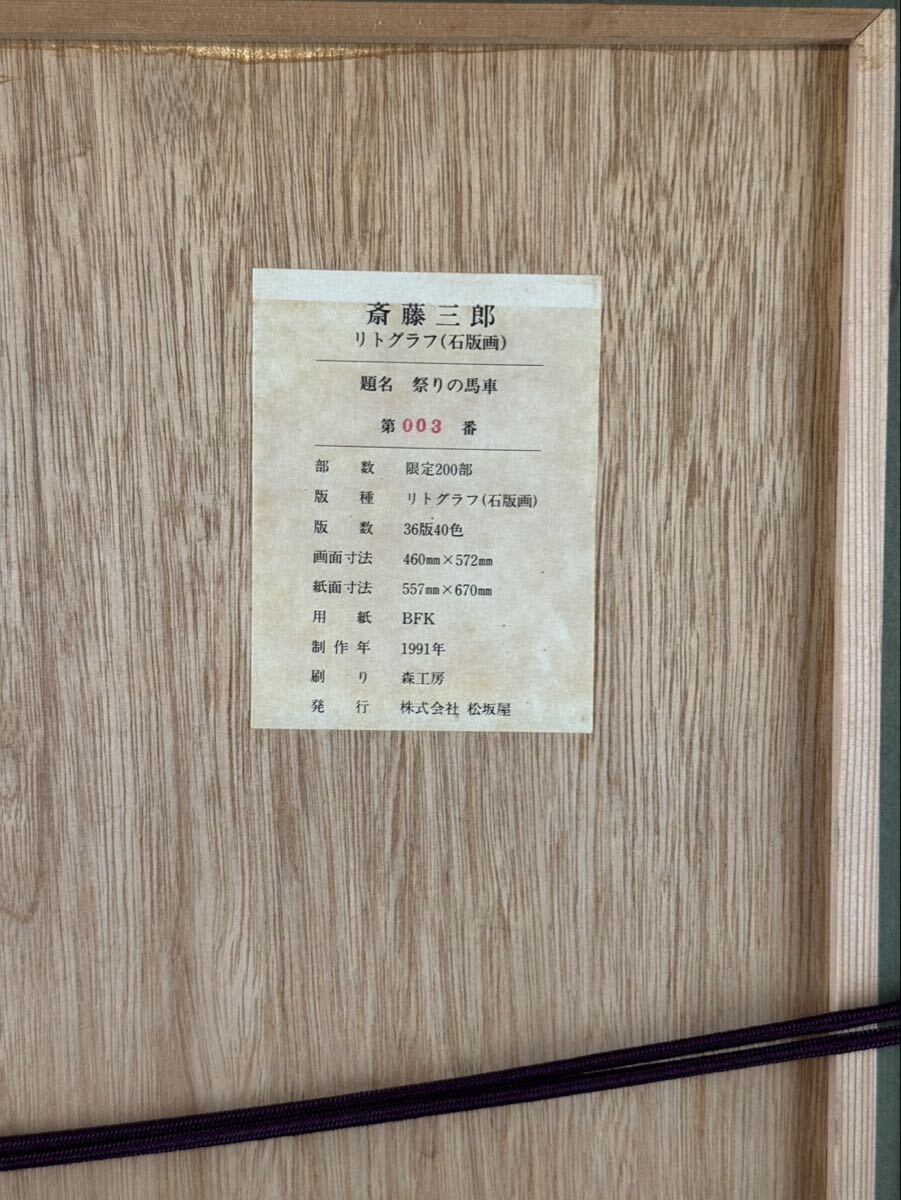 斎藤三郎
リトグラフ(石版画)
題名 祭りの馬車
第003番
部数 限定200部
版種 リトグラフ(石版画)
版数 36版40色
画面寸法 460㎜×572㎜
紙面寸法 557㎜×670㎜
用紙 BFK
制作年 1991年
刷り 森工房
発行 株式会社 松坂屋